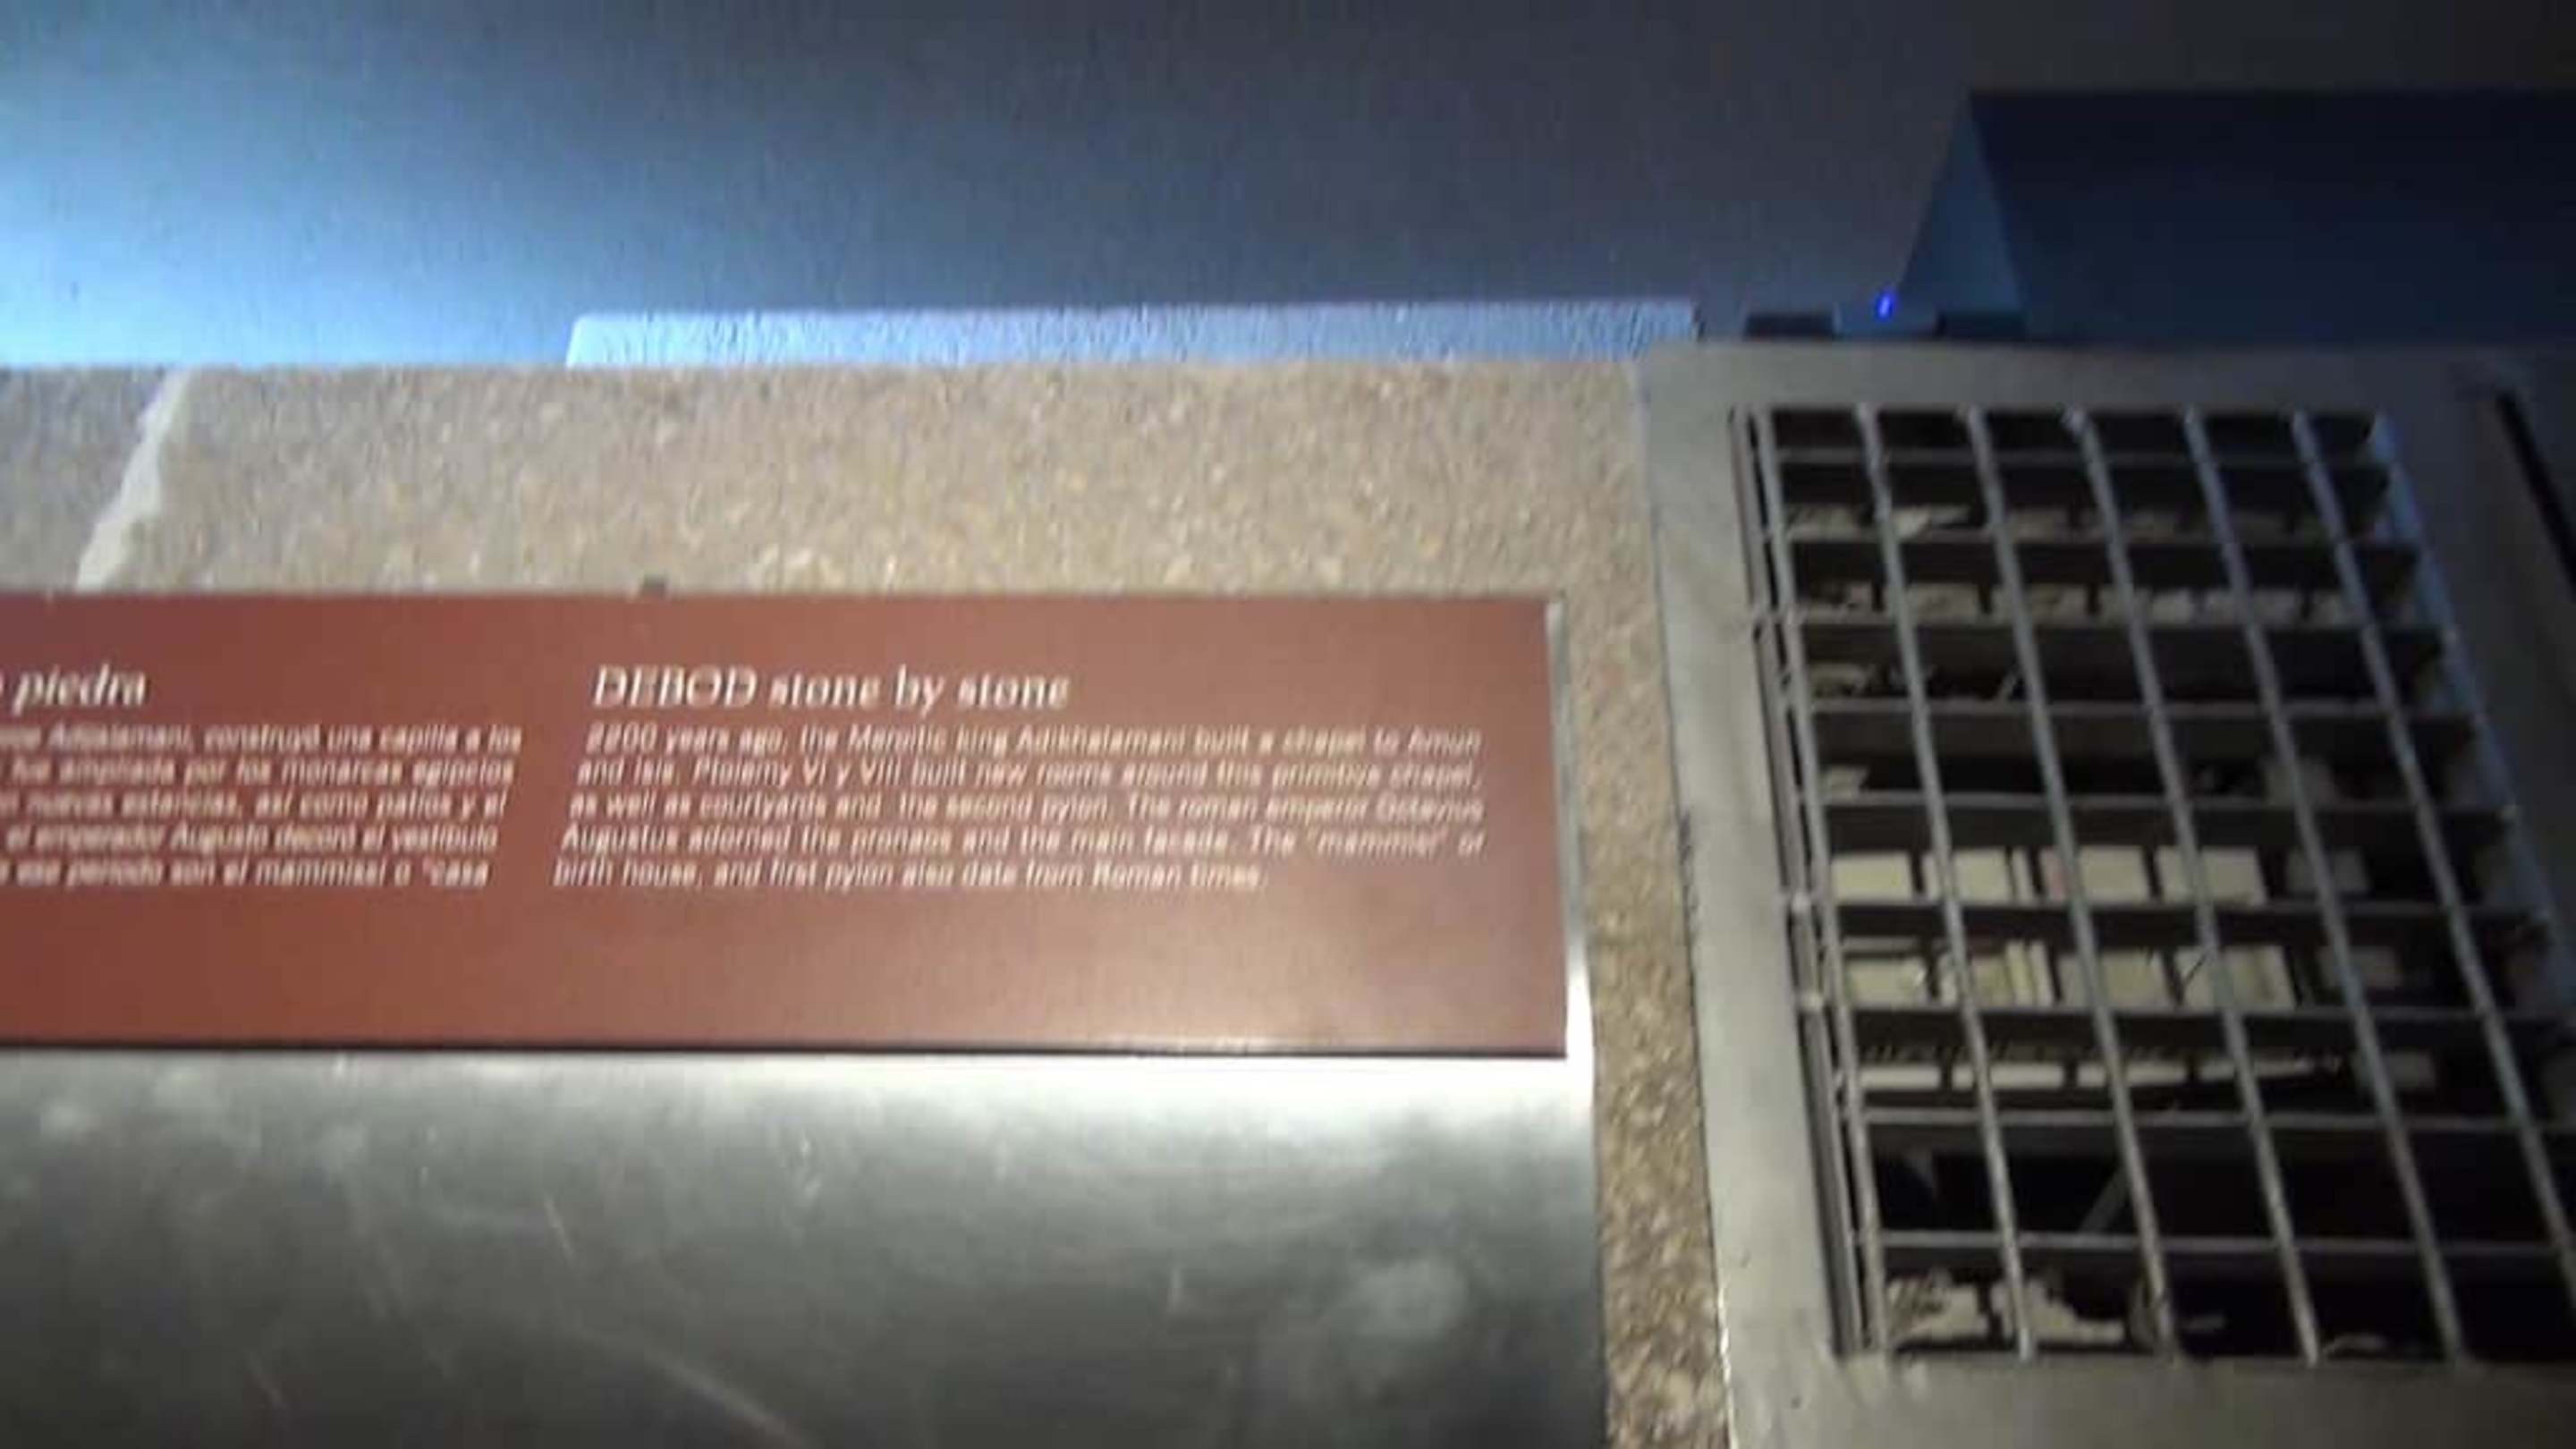 piedra
Adijalamani, construyó una capilla a los
fue ampliada por los monarcas egipcios
nuevas estancias, así como patios y el
el emperador Augusto decoró el vestíbulo
ese periodo son el mammisi o "casa
DEBOD stone by stone
2200 years ago, the Meroitic king Adikhalamani built a chapel to Amun
and Isis. Ptolemy VI y VIII built new rooms around this primitive chapel,
as well as courtyards and the second pylon. The roman emperor Octavius
Augustus adorned the pronaos and the main facade. The "mammisi" or
birth house, and first pylon also date from Roman times.